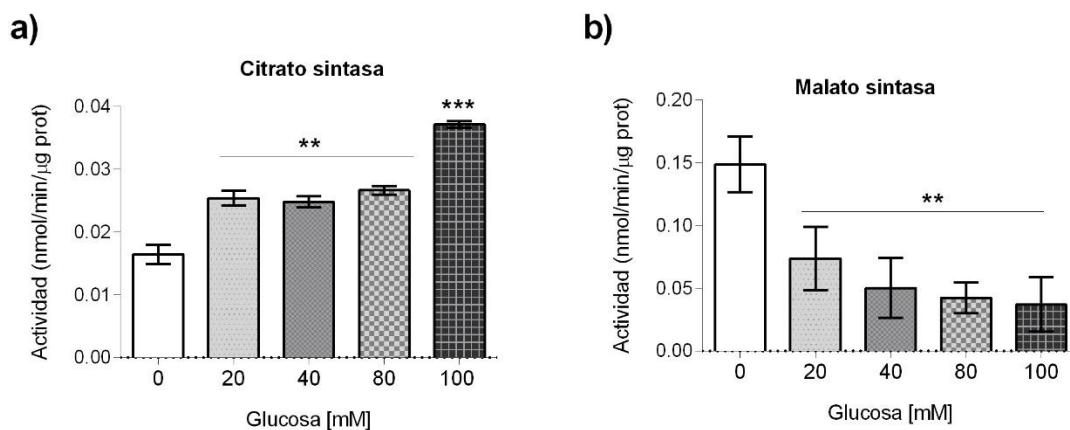 a)
Citrato sintasa
Actividad (nmol/min/µg prot)
0.04
0.03
0.02
0.01
0.00
**
***
0
20
40
80
100
Glucosa [mM]
b)
Malato sintasa
Actividad (nmol/min/µg prot)
0.20
0.15
0.10
0.05
0.00
**
0
20
40
80
100
Glucosa [mM]